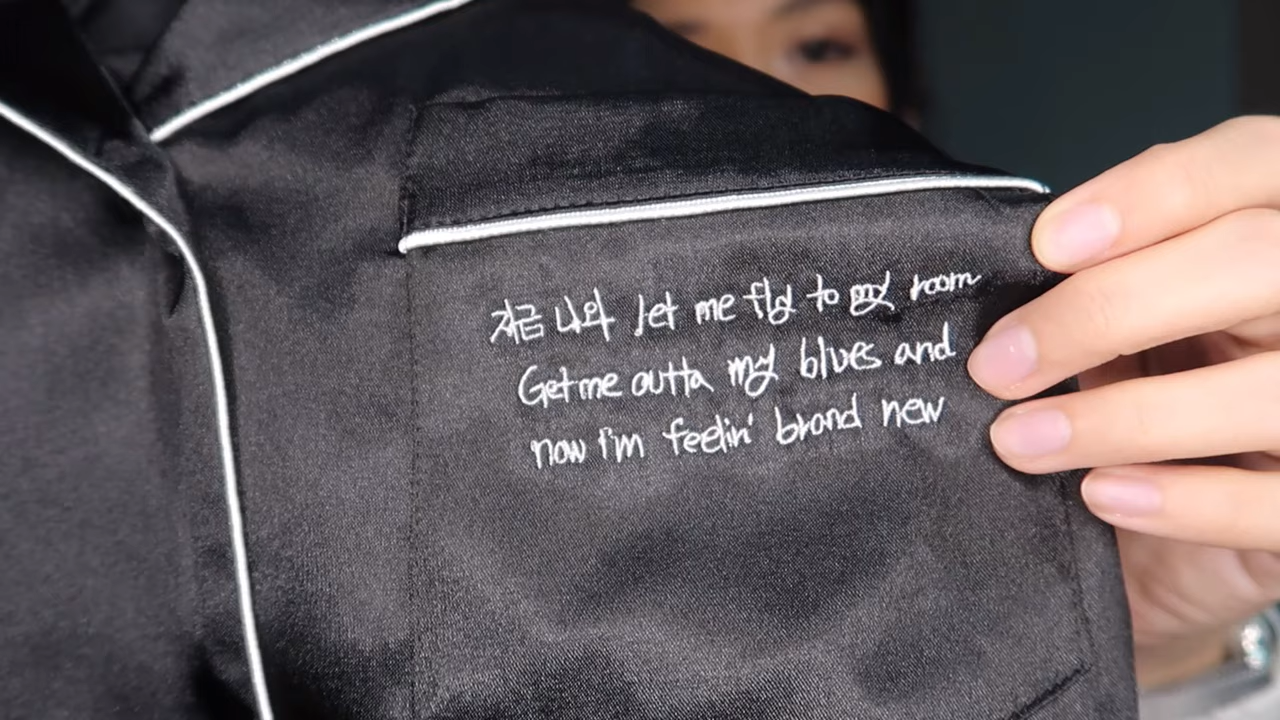 지금 나와 let me fly to my room
Get me outta my blues and
now i'm feelin' brand new